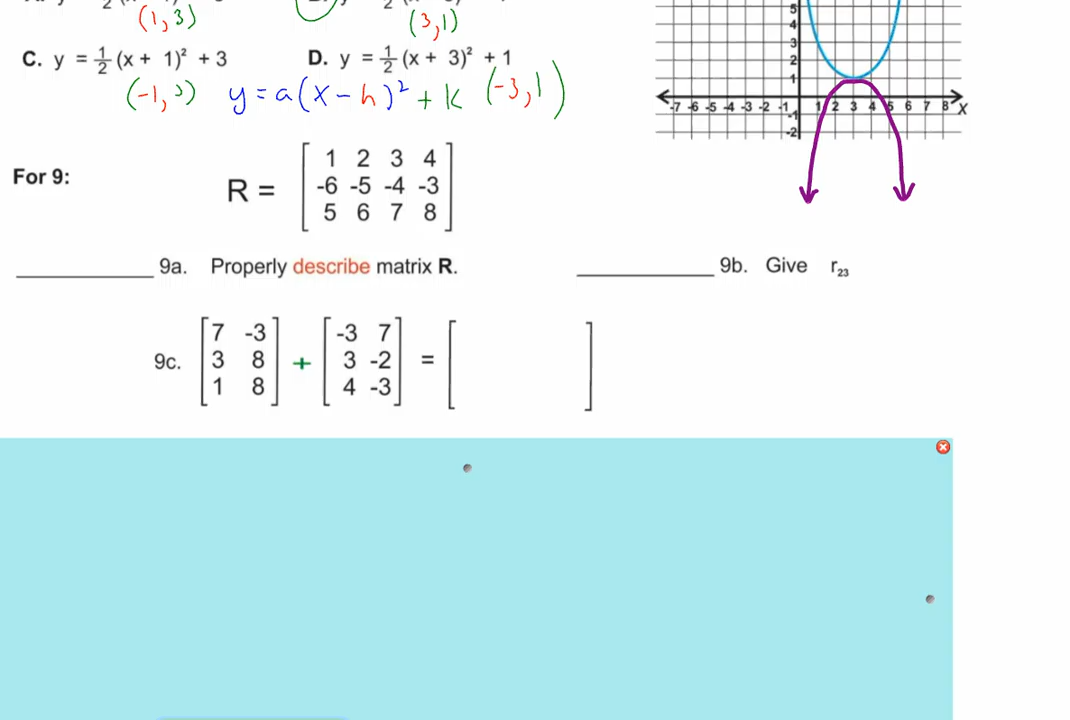 (1,3) (3,1)
C. y = 1/2 (x + 1)² + 3 D. y = 1/2 (x + 3)² + 1
(-1, y = a(x - h)² + k (-3,1)
For 9: R = [ 1 2 3 4
-6 -5 -4 -3
5 6 7 8 ]
9a. Properly describe matrix R. 9b. Give r₂₃
9c. [ 7 -3 ] + [ -3 7 ] = [ ]
3 8 3 -2
1 8 4 -3
5
4
3
2
1
-7 -6 -5 -4 -3 -2 -1 1 2 3 4 5 6 7 8 X
-1
-2